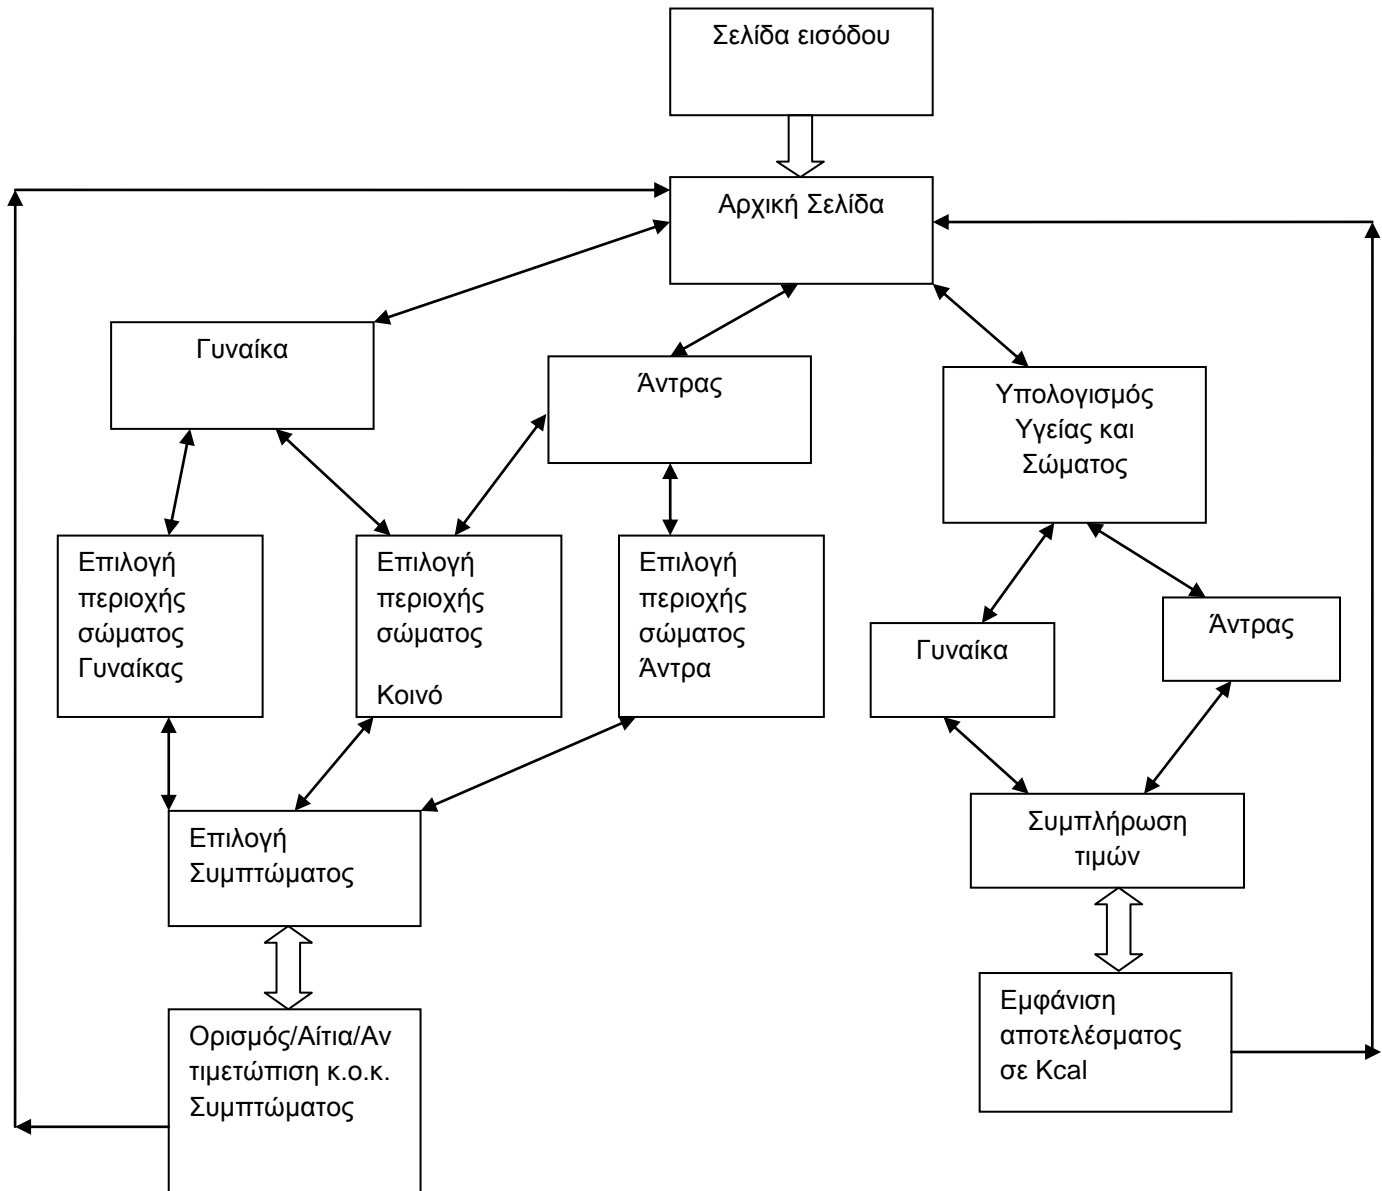 Σελίδα εισόδου
Αρχική Σελίδα
Γυναίκα
Άντρας
Υπολογισμός
Υγείας και
Σώματος
Επιλογή
περιοχής
σώματος
Γυναίκας
Επιλογή
περιοχής
σώματος
Κοινό
Επιλογή
περιοχής
σώματος
Άντρα
Γυναίκα
Άντρας
Επιλογή
Συμπτώματος
Συμπλήρωση
τιμών
Ορισμός/Αίτια/Αν
τιμετώπιση κ.ο.κ.
Συμπτώματος
Εμφάνιση
αποτελέσματος
σε Kcal